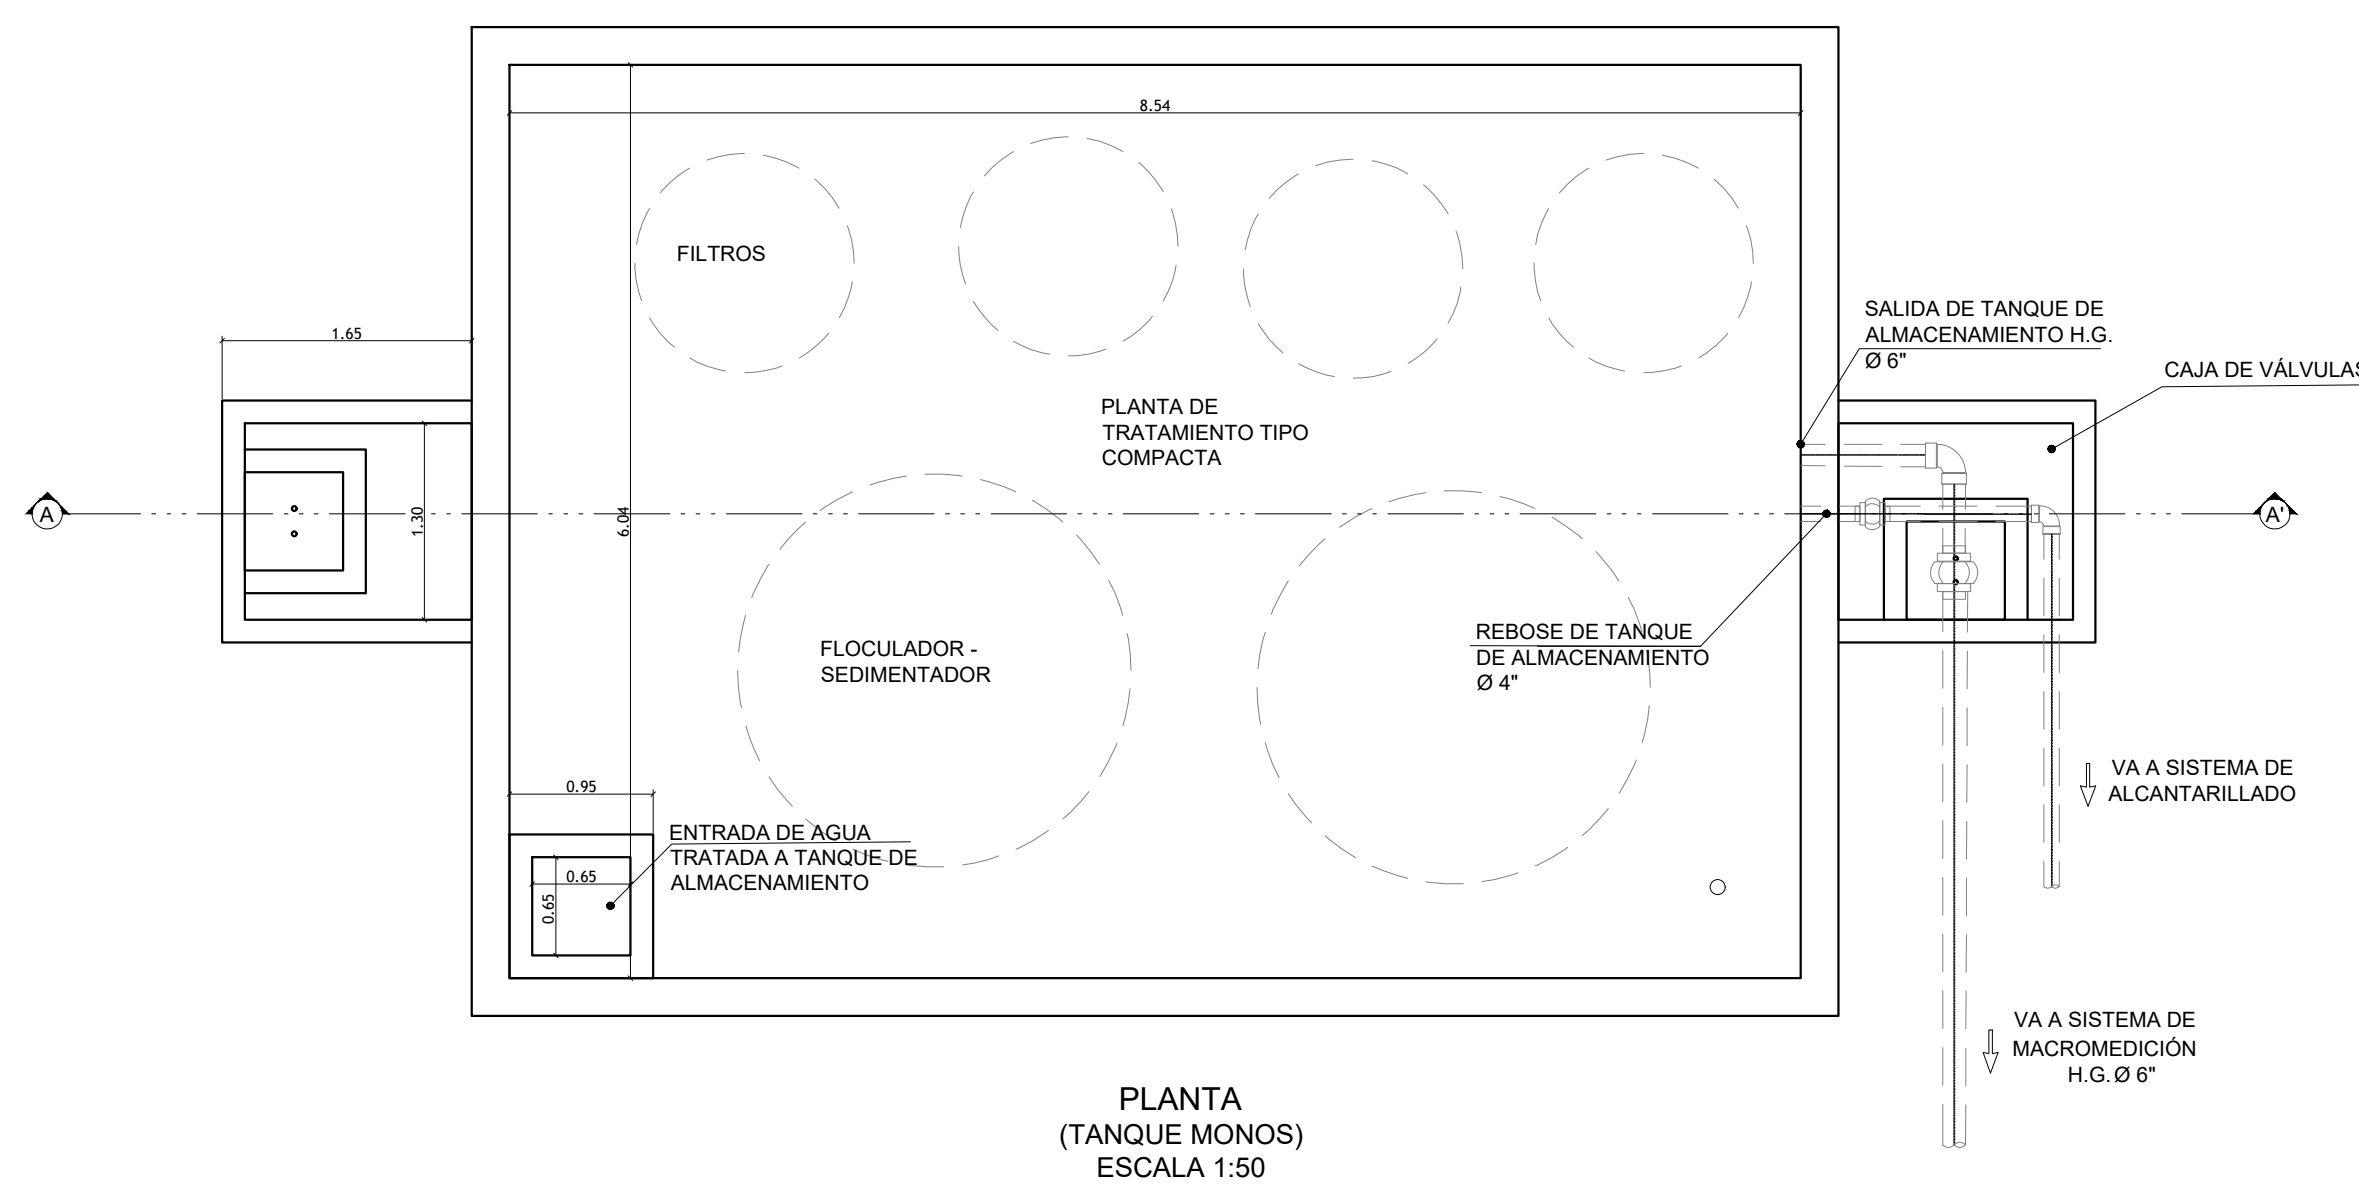 8.54
FILTROS
1.65
SALIDA DE TANQUE DE
ALMACENAMIENTO H.G.
Ø 6"
CAJA DE VÁLVULAS
PLANTA DE
TRATAMIENTO TIPO
COMPACTA
A
1.30
6.04
A'
FLOCULADOR -
SEDIMENTADOR
REBOSE DE TANQUE
DE ALMACENAMIENTO
Ø 4"
0.95
VA A SISTEMA DE
ALCANTARILLADO
ENTRADA DE AGUA
TRATADA A TANQUE DE
ALMACENAMIENTO
0.65
0.65
VA A SISTEMA DE
MACROMEDICIÓN
H.G. Ø 6"
PLANTA
(TANQUE MONOS)
ESCALA 1:50